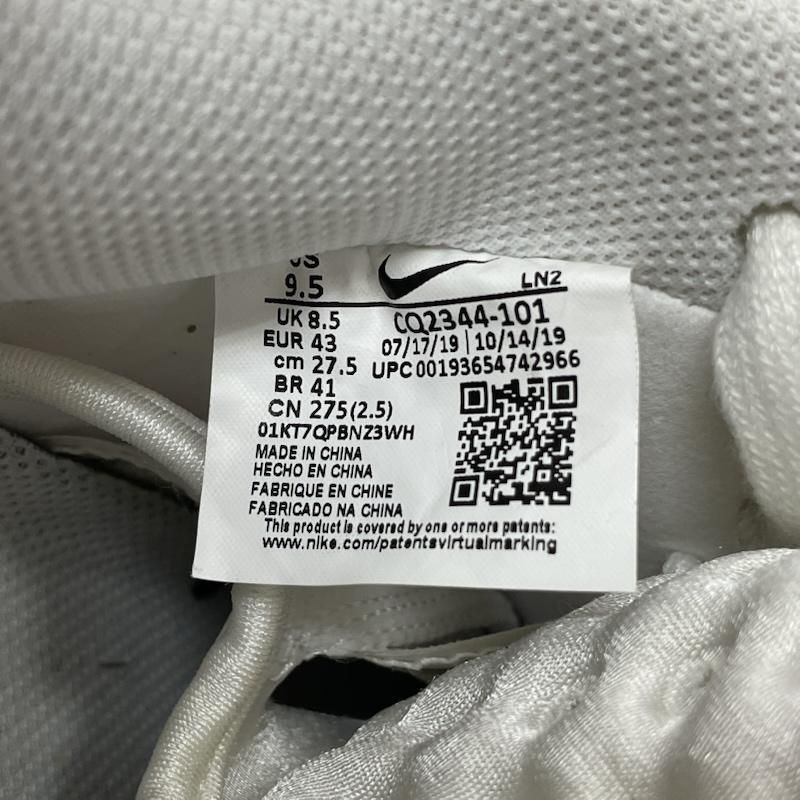 US
9.5
LN2
UK 8.5
CQ2344-101
EUR 43
07/17/19 | 10/14/19
cm 27.5
UPC 00193654742966
BR 41
CN 275(2.5)
01KT7QPBNZ3WH
MADE IN CHINA
HECHO EN CHINA
FABRIQUE EN CHINE
FABRICADO NA CHINA
This product is covered by one or more patents:
www.nike.com/patentsvirtualmarking